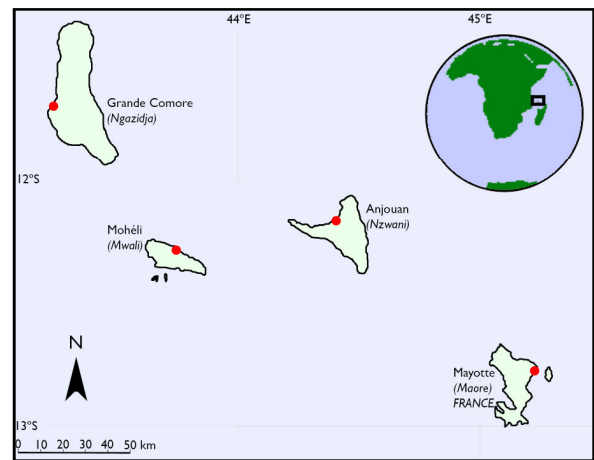 44°E
45°E
Grande Comore
(Ngazidja)
12°S
Anjouan
(Nzwani)
Mohéli
(Mwali)
N
Mayotte
(Maore)
FRANCE
13°S
0 10 20 30 40 50 km